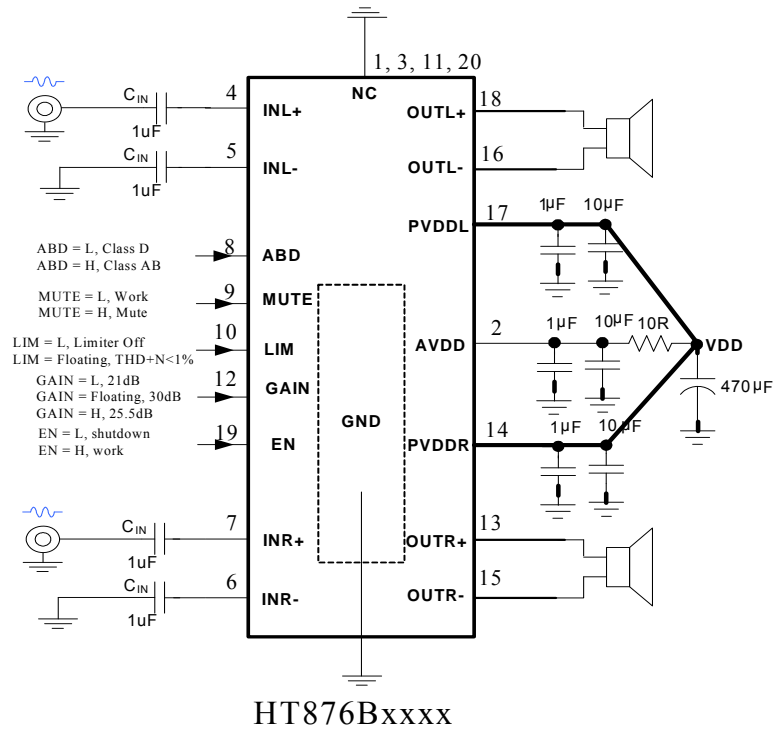 1, 3, 11, 20
NC
C IN
1uF
4
INL+
C IN
1uF
5
INL-
ABD = L, Class D
ABD = H, Class AB
8
ABD
MUTE = L, Work
MUTE = H, Mute
9
MUTE
LIM = L, Limiter Off
LIM = Floating, THD+N<1%
10
LIM
GAIN = L, 21dB
GAIN = Floating, 30dB
GAIN = H, 25.5dB
12
GAIN
EN = L, shutdown
EN = H, work
19
EN
C IN
1uF
7
INR+
C IN
1uF
6
INR-
GND
OUTL+
18
OUTL-
16
PVDDL
17
1µF
10µF
AVDD
2
1µF
10µF
10R
VDD
470µF
PVDDR
14
1µF
10µF
OUTR+
13
OUTR-
15
HT876Bxxxx